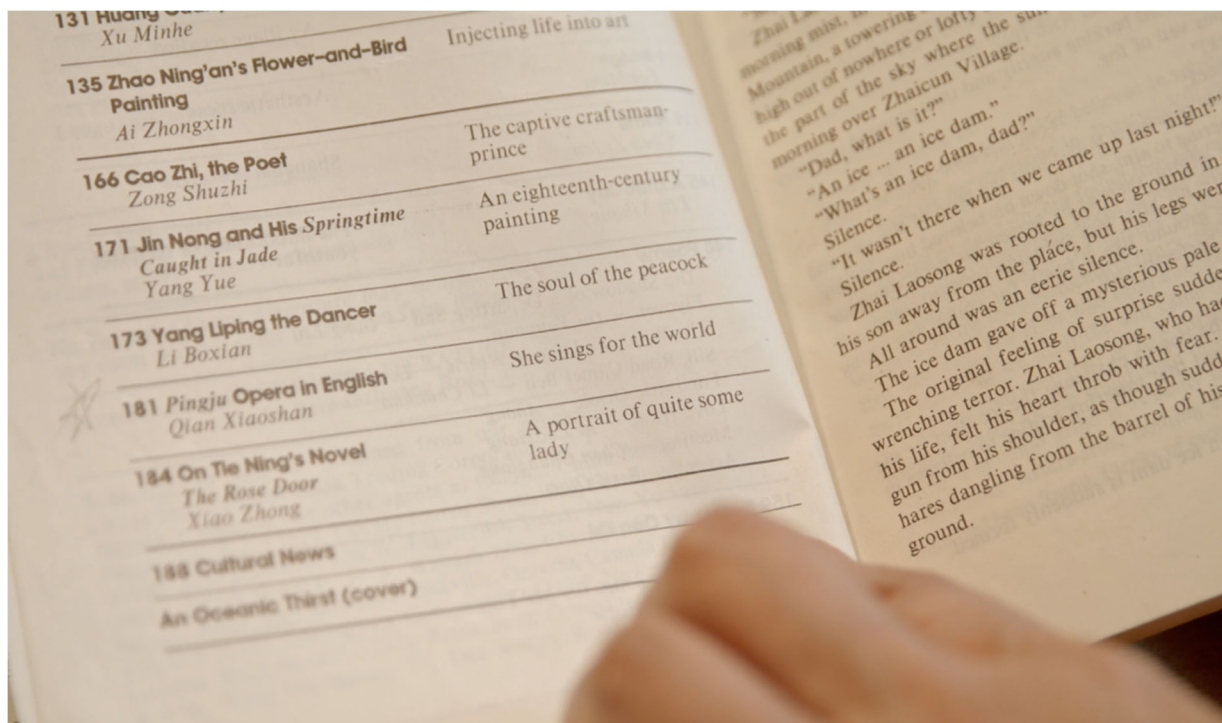 131 Huang
Xu Minhe
Injecting life into art
135 Zhao Ning'an's Flower-and-Bird
Painting
Ai Zhongxin
The captive craftsman-
prince
166 Cao Zhi, the Poet
Zong Shuzhi
An eighteenth-century
painting
171 Jin Nong and His Springtime
Caught in Jade
Yang Yue
The soul of the peacock
173 Yang Liping the Dancer
Li Boxian
She sings for the world
181 Pingju Opera in English
Qian Xiaoshan
A portrait of quite some
lady
184 On Tie Ning's Novel
The Rose Door
Xiao Zhong
188 Cultural News
An Oceanic Thirst (cover)
Zhai
morning mist,
Mountain, a towering
high out of nowhere or lofty
the part of the sky where the sun
morning over Zhaicun Village.
"Dad, what is it?"
"An ice ... an ice dam."
"What's an ice dam, dad?"
Silence.
"It wasn't there when we came up last night!"
Silence.
Zhai Laosong was rooted to the ground in
his son away from the place, but his legs wer
All around was an eerie silence.
The ice dam gave off a mysterious pale
The original feeling of surprise sudde
wrenching terror. Zhai Laosong, who ha
his life, felt his heart throb with fear.
gun from his shoulder, as though sudd
hares dangling from the barrel of his
ground.